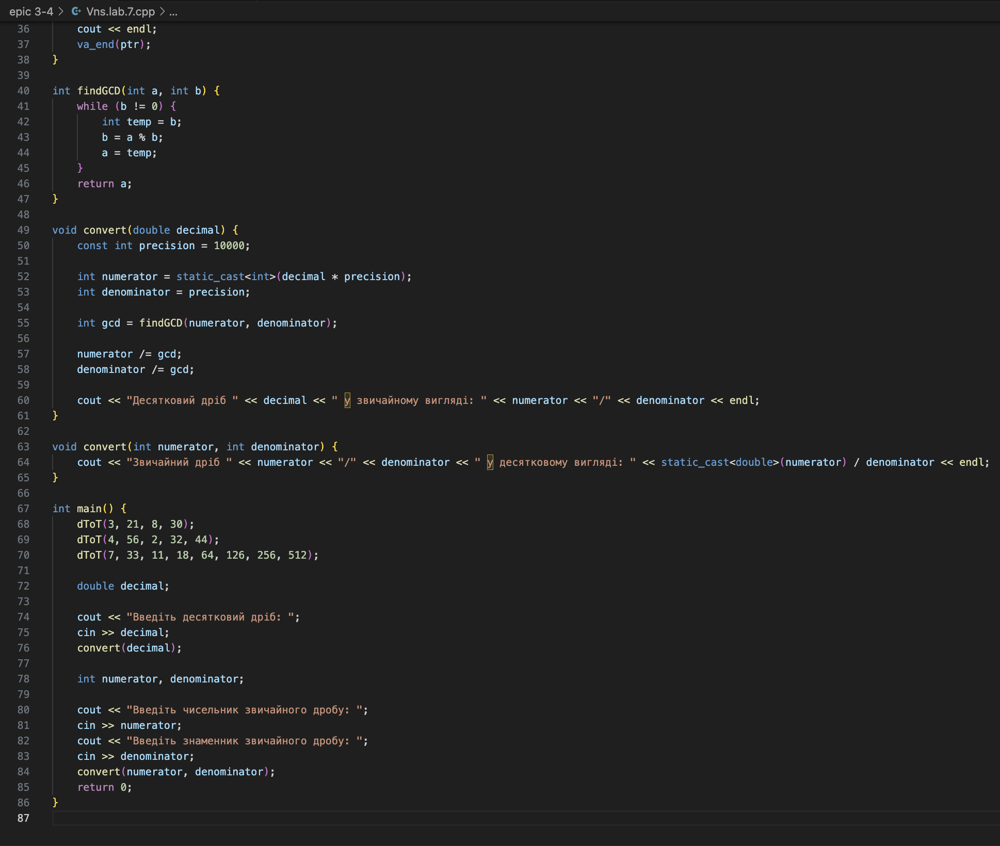 epic 3-4 > Vns.lab.7.cpp > ...
36 cout << endl;
37 va_end(ptr);
38 }
39
40 int findGCD(int a, int b) {
41 while (b != 0) {
42 int temp = b;
43 b = a % b;
44 a = temp;
45 }
46 return a;
47 }
48
49 void convert(double decimal) {
50 const int precision = 10000;
51
52 int numerator = static_cast<int>(decimal * precision);
53 int denominator = precision;
54
55 int gcd = findGCD(numerator, denominator);
56
57 numerator /= gcd;
58 denominator /= gcd;
59
60 cout << "Десятковий дріб " << decimal << " у звичайному вигляді: " << numerator << "/" << denominator << endl;
61 }
62
63 void convert(int numerator, int denominator) {
64 cout << "Звичайний дріб " << numerator << "/" << denominator << " у десятковому вигляді: " << static_cast<double>(numerator) / denominator << endl;
65 }
66
67 int main() {
68 dToT(3, 21, 8, 30);
69 dToT(4, 56, 2, 32, 44);
70 dToT(7, 33, 11, 18, 64, 126, 256, 512);
71
72 double decimal;
73
74 cout << "Введіть десятковий дріб: ";
75 cin >> decimal;
76 convert(decimal);
77
78 int numerator, denominator;
79
80 cout << "Введіть чисельник звичайного дробу: ";
81 cin >> numerator;
82 cout << "Введіть знаменник звичайного дробу: ";
83 cin >> denominator;
84 convert(numerator, denominator);
85 return 0;
86 }
87